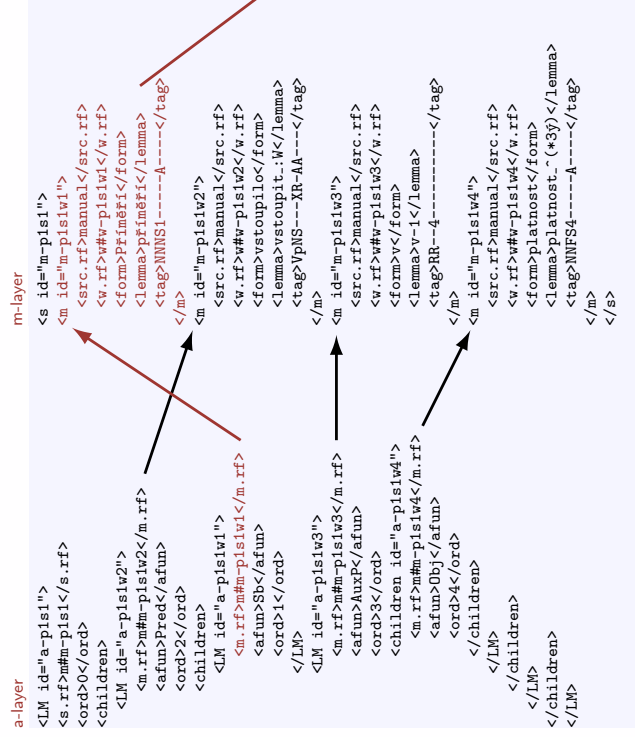 a-layer
<LM id="a-p1s1">
<s.rf>m#m-p1s1</s.rf>
<ord>0</ord>
<children>
<LM id="a-p1s1w2">
<m.rf>m#m-p1s1w2</m.rf>
<afun>Pred</afun>
<ord>2</ord>
<children>
<LM id="a-p1s1w1">
<m.rf>m#m-p1s1w1</m.rf>
<afun>Sb</afun>
<ord>1</ord>
</LM>
<LM id="a-p1s1w3">
<m.rf>m#m-p1s1w3</m.rf>
<afun>AuxP</afun>
<ord>3</ord>
<children id="a-p1s1w4">
<m.rf>m#m-p1s1w4</m.rf>
<afun>Obj</afun>
<ord>4</ord>
</children>
</LM>
</children>
</LM>
</children>
</LM>
m-layer
<s id="m-p1s1">
<m id="m-p1s1w1">
<src.rf>manual</src.rf>
<w.rf>w#w-p1s1w1</w.rf>
<form>Příměří</form>
<lemma>příměří</lemma>
<tag>NNNS1-----A----</tag>
</m>
<m id="m-p1s1w2">
<src.rf>manual</src.rf>
<w.rf>w#w-p1s1w2</w.rf>
<form>vstoupilo</form>
<lemma>vstoupit_:W</lemma>
<tag>VpNS---XR-AA---</tag>
</m>
<m id="m-p1s1w3">
<src.rf>manual</src.rf>
<w.rf>w#w-p1s1w3</w.rf>
<form>v</form>
<lemma>v-1</lemma>
<tag>RR--4----------</tag>
</m>
<m id="m-p1s1w4">
<src.rf>manual</src.rf>
<w.rf>w#w-p1s1w4</w.rf>
<form>platnost</form>
<lemma>platnost_^(*3ý)</lemma>
<tag>NNFS4-----A----</tag>
</m>
</s>